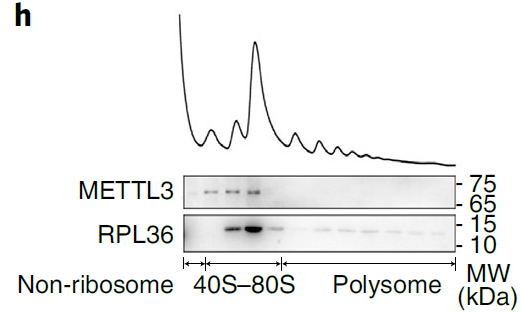 h
METTL3
75
65
RPL36
15
10
Non-ribosome 40S–80S Polysome MW
(kDa)